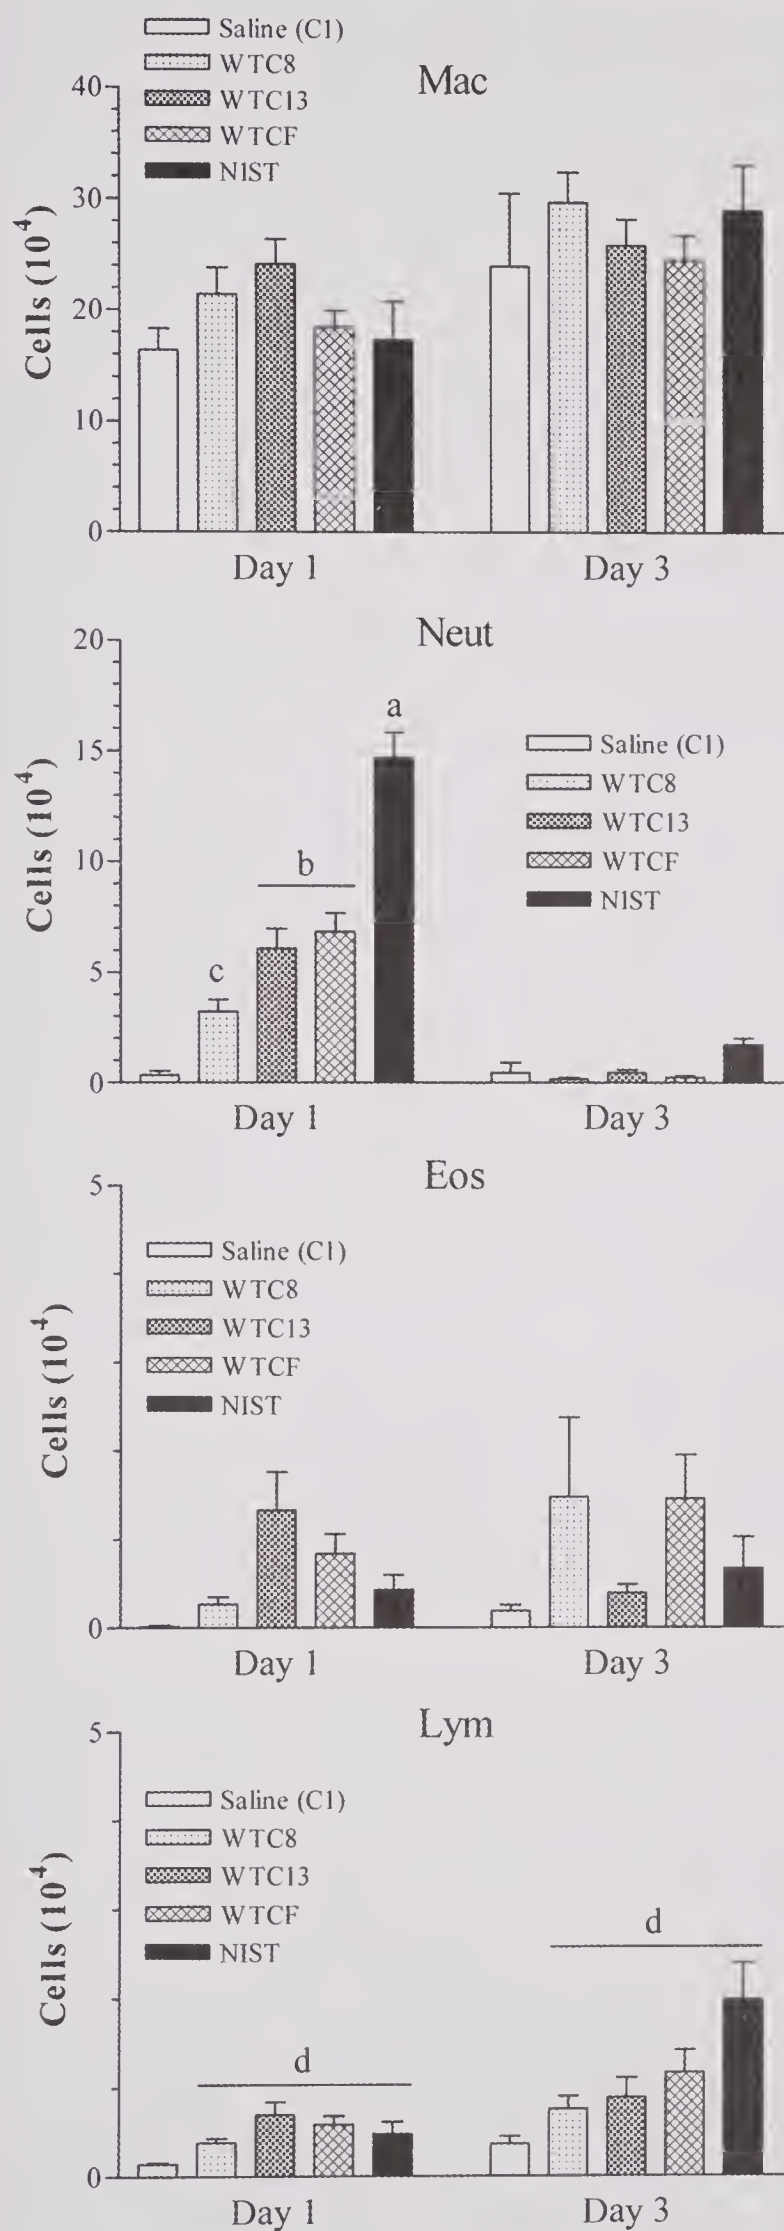 Saline (C1)
WTC8
WTC13
WTCF
NIST
Mac
Cells (10⁴)
40
30
20
10
0
Day 1 Day 3
Neut
Cells (10⁴)
20
15
10
5
0
a
b
c
Saline (C1)
WTC8
WTC13
WTCF
NIST
Day 1 Day 3
Eos
Cells (10⁴)
5
0
Saline (C1)
WTC8
WTC13
WTCF
NIST
Day 1 Day 3
Lym
Cells (10⁴)
5
0
Saline (C1)
WTC8
WTC13
WTCF
NIST
d
d
Day 1 Day 3